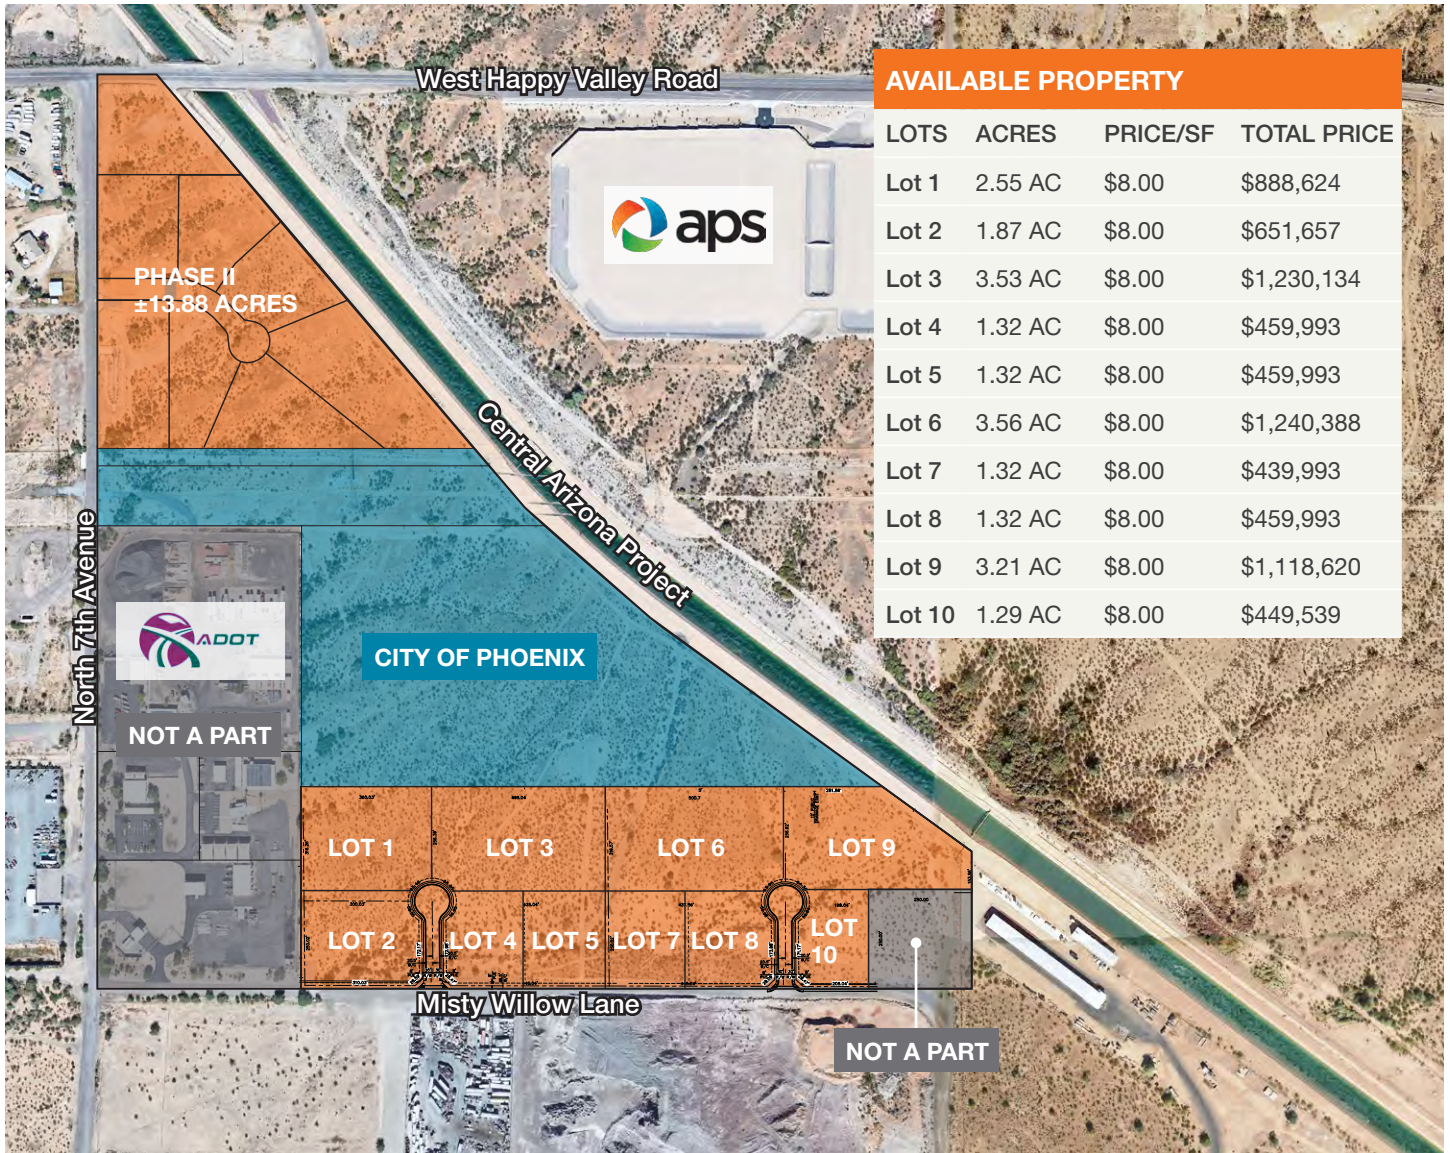 West Happy Valley Road
AVAILABLE PROPERTY
LOTS ACRES PRICE/SF TOTAL PRICE
Lot 1 2.55 AC $8.00 $888,624
Lot 2 1.87 AC $8.00 $651,657
Lot 3 3.53 AC $8.00 $1,230,134
Lot 4 1.32 AC $8.00 $459,993
Lot 5 1.32 AC $8.00 $459,993
Lot 6 3.56 AC $8.00 $1,240,388
Lot 7 1.32 AC $8.00 $439,993
Lot 8 1.32 AC $8.00 $459,993
Lot 9 3.21 AC $8.00 $1,118,620
Lot 10 1.29 AC $8.00 $449,539
aps
PHASE II
±13.88 ACRES
Central Arizona Project
North 7th Avenue
ADOT
CITY OF PHOENIX
NOT A PART
LOT 1
LOT 3
LOT 6
LOT 9
LOT 2
LOT 4
LOT 5
LOT 7
LOT 8
LOT
10
Misty Willow Lane
NOT A PART